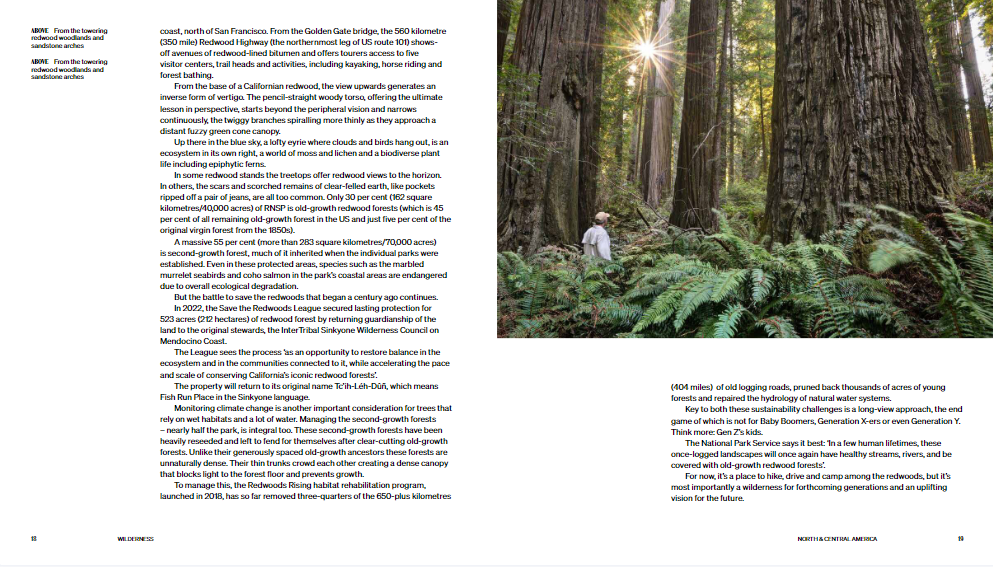 ABOVE From the towering
redwood woodlands and
sandstone arches
ABOVE From the towering
redwood woodlands and
sandstone arches
coast, north of San Francisco. From the Golden Gate bridge, the 560 kilometre
(350 mile) Redwood Highway (the northernmost leg of US route 101) shows-
off avenues of redwood-lined bitumen and offers tourers access to five
visitor centers, trail heads and activities, including kayaking, horse riding and
forest bathing.
From the base of a Californian redwood, the view upwards generates an
inverse form of vertigo. The pencil-straight woody torso, offering the ultimate
lesson in perspective, starts beyond the peripheral vision and narrows
continuously, the twiggy branches spiralling more thinly as they approach a
distant fuzzy green cone canopy.
Up there in the blue sky, a lofty eyrie where clouds and birds hang out, is an
ecosystem in its own right, a world of moss and lichen and a biodiverse plant
life including epiphytic ferns.
In some redwood stands the treetops offer redwood views to the horizon.
In others, the scars and scorched remains of clear-felled earth, like pockets
ripped off a pair of jeans, are all too common. Only 30 per cent (162 square
kilometres/40,000 acres) of RNSP is old-growth redwood forests (which is 45
per cent of all remaining old-growth forest in the US and just five per cent of the
original virgin forest from the 1850s).
A massive 55 per cent (more than 283 square kilometres/70,000 acres)
is second-growth forest, much of it inherited when the individual parks were
established. Even in these protected areas, species such as the marbled
murrelet seabirds and coho salmon in the park's coastal areas are endangered
due to overall ecological degradation.
But the battle to save the redwoods that began a century ago continues.
In 2022, the Save the Redwoods League secured lasting protection for
523 acres (212 hectares) of redwood forest by returning guardianship of the
land to the original stewards, the InterTribal Sinkyone Wilderness Council on
Mendocino Coast.
The League sees the process 'as an opportunity to restore balance in the
ecosystem and in the communities connected to it, while accelerating the pace
and scale of conserving California's iconic redwood forests'.
The property will return to its original name Tc'ih-Léh-Dûñ, which means
Fish Run Place in the Sinkyone language.
Monitoring climate change is another important consideration for trees that
rely on wet habitats and a lot of water. Managing the second-growth forests
– nearly half the park, is integral too. These second-growth forests have been
heavily reseeded and left to fend for themselves after clear-cutting old-growth
forests. Unlike their generously spaced old-growth ancestors these forests are
unnaturally dense. Their thin trunks crowd each other creating a dense canopy
that blocks light to the forest floor and prevents growth.
To manage this, the Redwoods Rising habitat rehabilitation program,
launched in 2018, has so far removed three-quarters of the 650-plus kilometres
(404 miles) of old logging roads, pruned back thousands of acres of young
forests and repaired the hydrology of natural water systems.
Key to both these sustainability challenges is a long-view approach, the end
game of which is not for Baby Boomers, Generation X-ers or even Generation Y.
Think more: Gen Z's kids.
The National Park Service says it best: 'In a few human lifetimes, these
once-logged landscapes will once again have healthy streams, rivers, and be
covered with old-growth redwood forests'.
For now, it's a place to hike, drive and camp among the redwoods, but it's
most importantly a wilderness for forthcoming generations and an uplifting
vision for the future.
18
WILDERNESS
NORTH & CENTRAL AMERICA
19